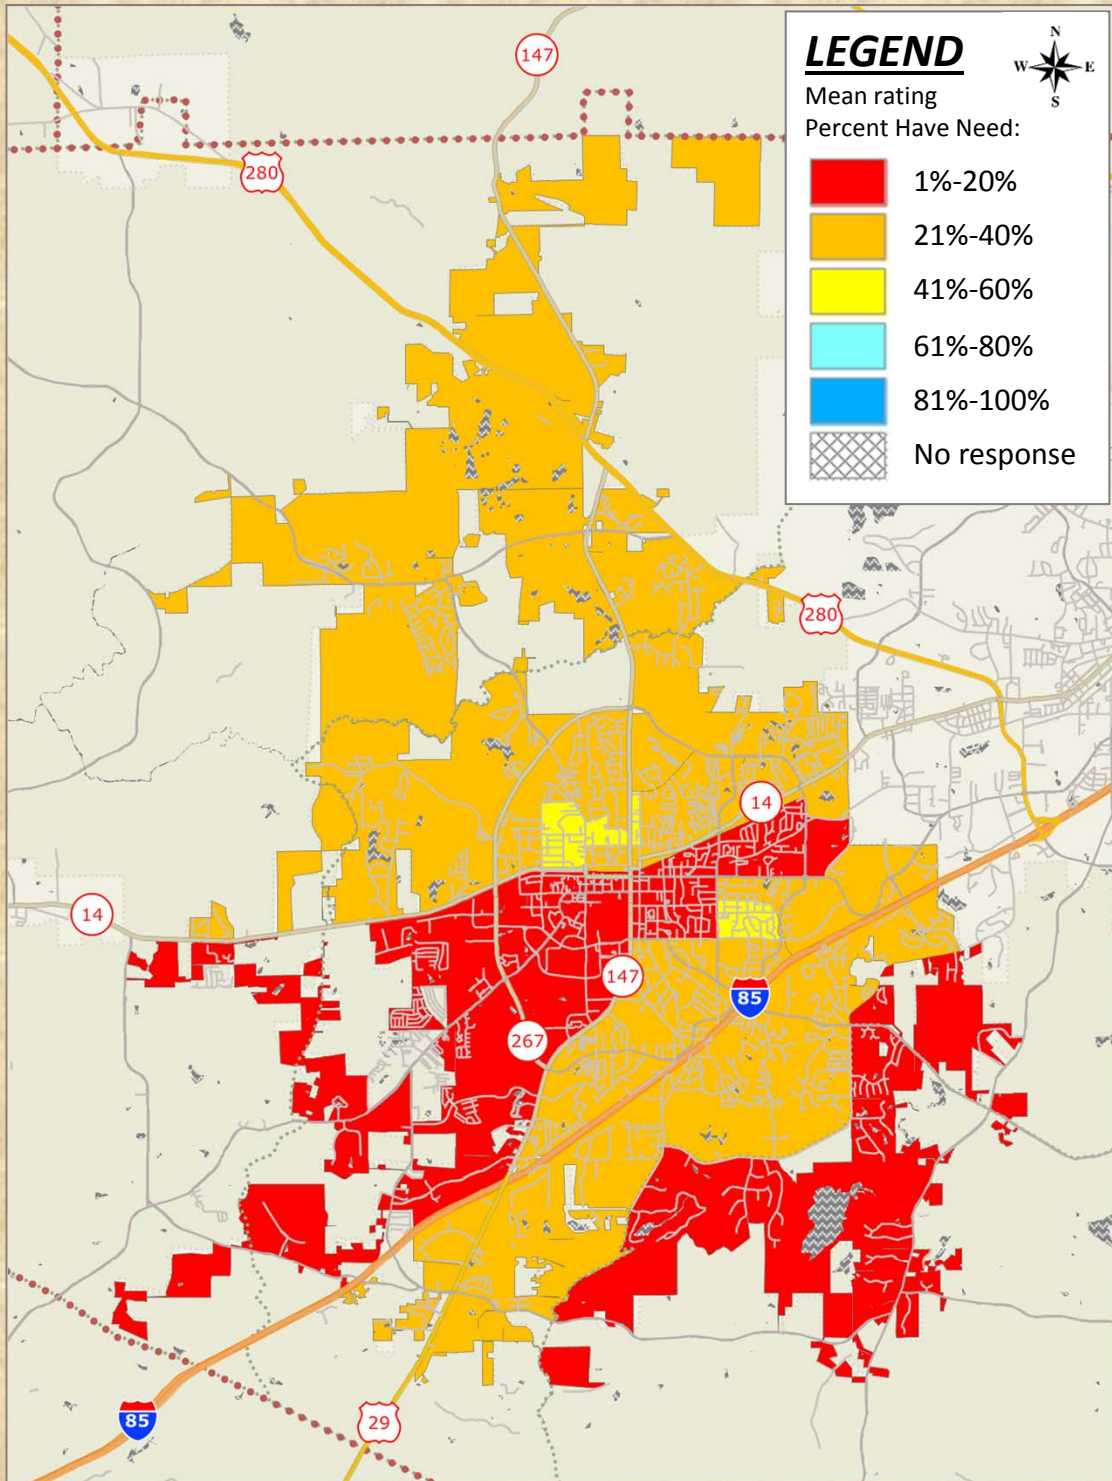 147
LEGEND
N
W E
S
Mean rating
Percent Have Need:
280
1%-20%
21%-40%
41%-60%
61%-80%
81%-100%
No response
280
14
14
147
85
267
85
29